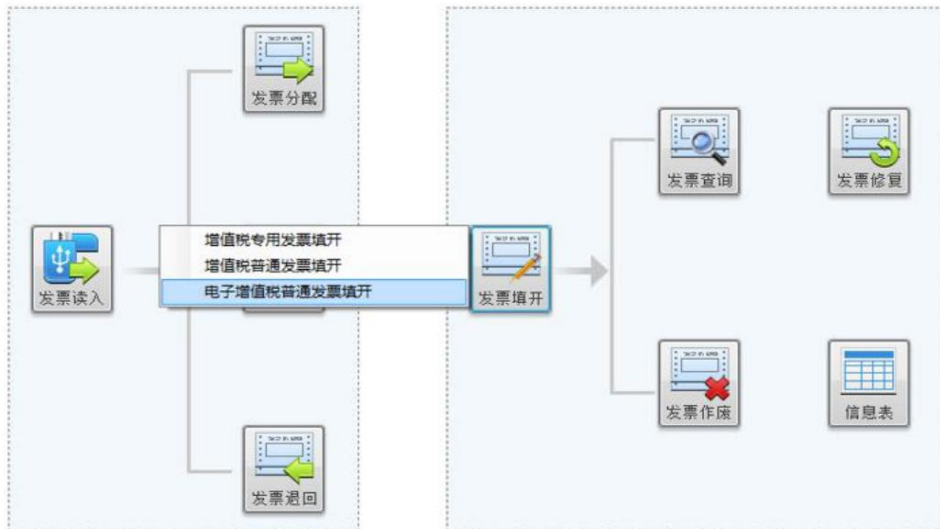 发票分配
发票查询
发票修复
增值税专用发票填开
增值税普通发票填开
电子增值税普通发票填开
发票读入
发票填开
发票作废
信息表
发票退回